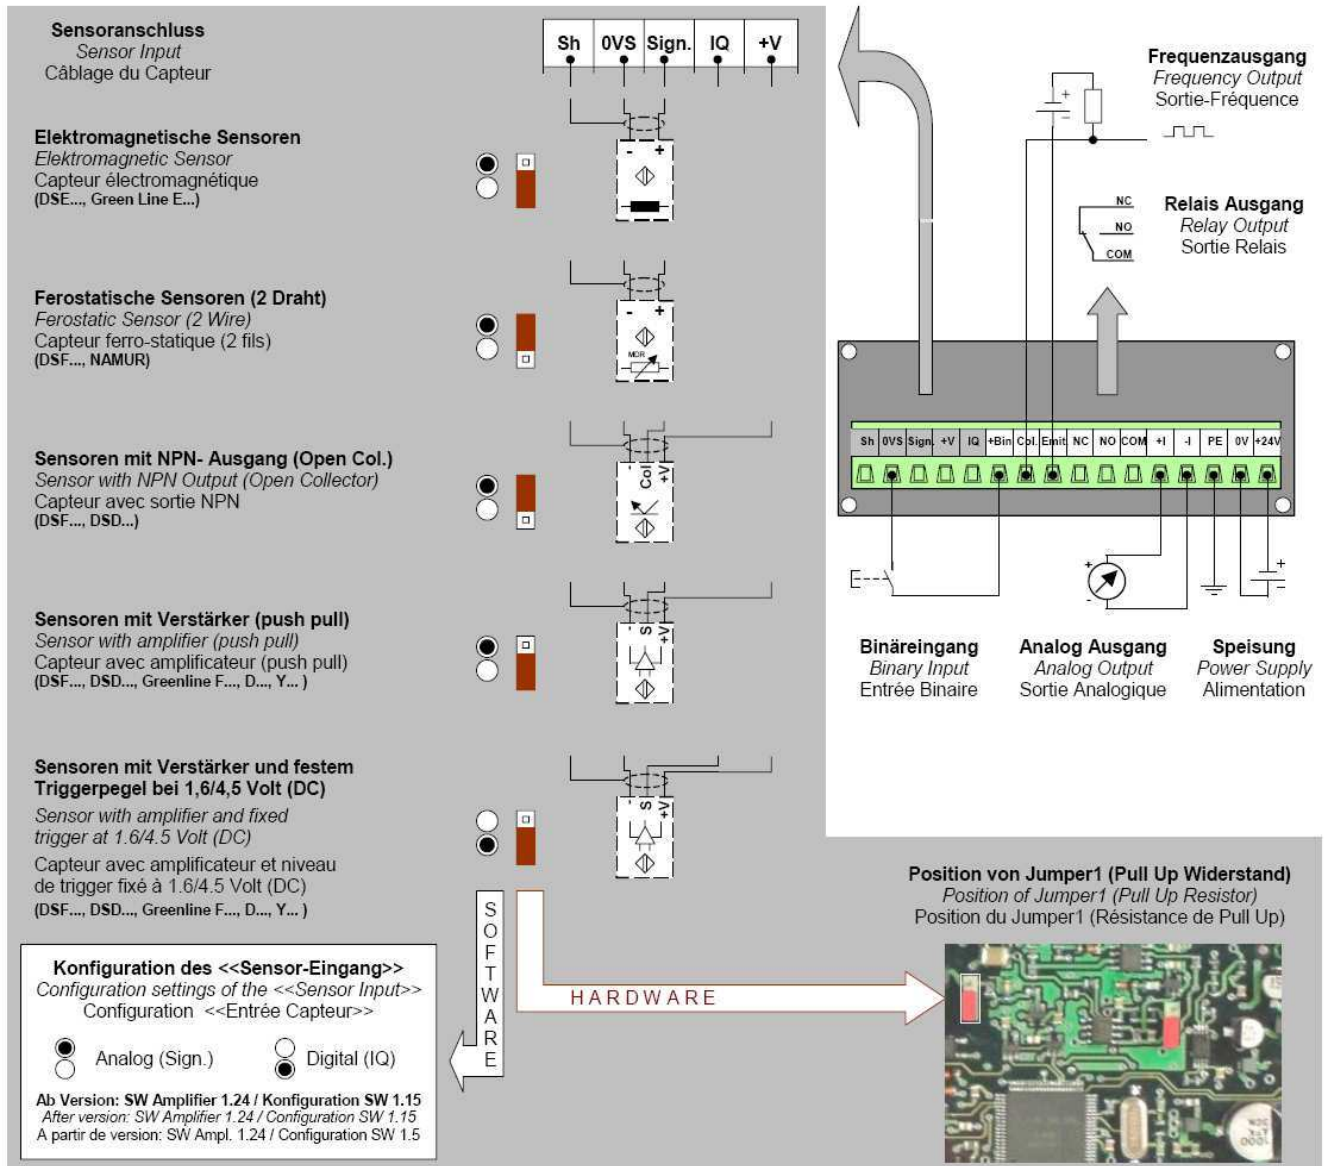 Sensoranschluss
Sensor Input
Câblage du Capteur
Sh 0VS Sign. IQ +V
Elektromagnetische Sensoren
Elektromagnetic Sensor
Capteur électromagnétique
(DSE..., Green Line E...)
- +
Ferostatische Sensoren (2 Draht)
Ferostatic Sensor (2 Wire)
Capteur ferro-statique (2 fils)
(DSF..., NAMUR)
- +
MDR
Sensoren mit NPN- Ausgang (Open Col.)
Sensor with NPN Output (Open Collector)
Capteur avec sortie NPN
(DSF..., DSD...)
- Col +V
Sensoren mit Verstärker (push pull)
Sensor with amplifier (push pull)
Capteur avec amplificateur (push pull)
(DSF..., DSD..., Greenline F..., D..., Y... )
- S +V
Sensoren mit Verstärker und festem
Triggerpegel bei 1,6/4,5 Volt (DC)
Sensor with amplifier and fixed
trigger at 1.6/4.5 Volt (DC)
Capteur avec amplificateur et niveau
de trigger fixé à 1.6/4.5 Volt (DC)
(DSF..., DSD..., Greenline F..., D..., Y... )
- S +V
SOFTWARE
HARDWARE
Konfiguration des <<Sensor-Eingang>>
Configuration settings of the <<Sensor Input>>
Configuration <<Entrée Capteur>>
Analog (Sign.) Digital (IQ)
Ab Version: SW Amplifier 1.24 / Konfiguration SW 1.15
After version: SW Amplifier 1.24 / Configuration SW 1.15
A partir de version: SW Ampl. 1.24 / Configuration SW 1.5
Frequenzausgang
Frequency Output
Sortie-Fréquence
+
-
NC
NO
COM
Relais Ausgang
Relay Output
Sortie Relais
Sh 0VS Sign. +V IQ +Bin Col. Emit NC NO COM +I -I PE 0V +24V
+
-
+
-
Binäreingang
Binary Input
Entrée Binaire
Analog Ausgang
Analog Output
Sortie Analogique
Speisung
Power Supply
Alimentation
Position von Jumper1 (Pull Up Widerstand)
Position of Jumper1 (Pull Up Resistor)
Position du Jumper1 (Résistance de Pull Up)
1000